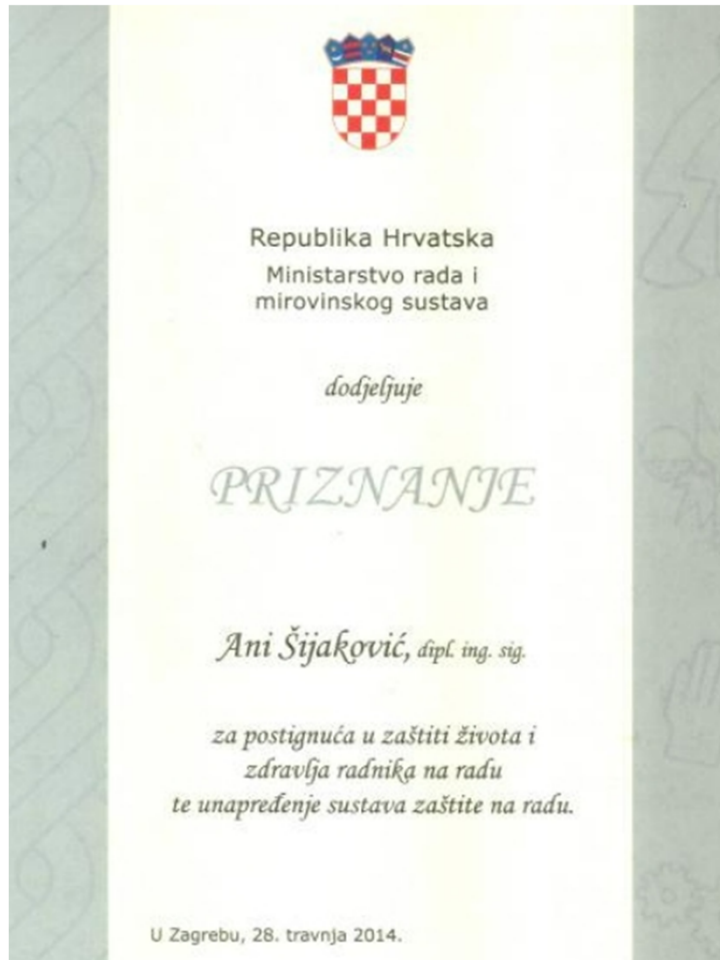 Republika Hrvatska
Ministarstvo rada i
mirovinskog sustava
dodjeljuje
PRIZNANJE
Ani Šijaković, dipl. ing. sig.
za postignuća u zaštiti života i
zdravlja radnika na radu
te unapređenje sustava zaštite na radu.
U Zagrebu, 28. travnja 2014.